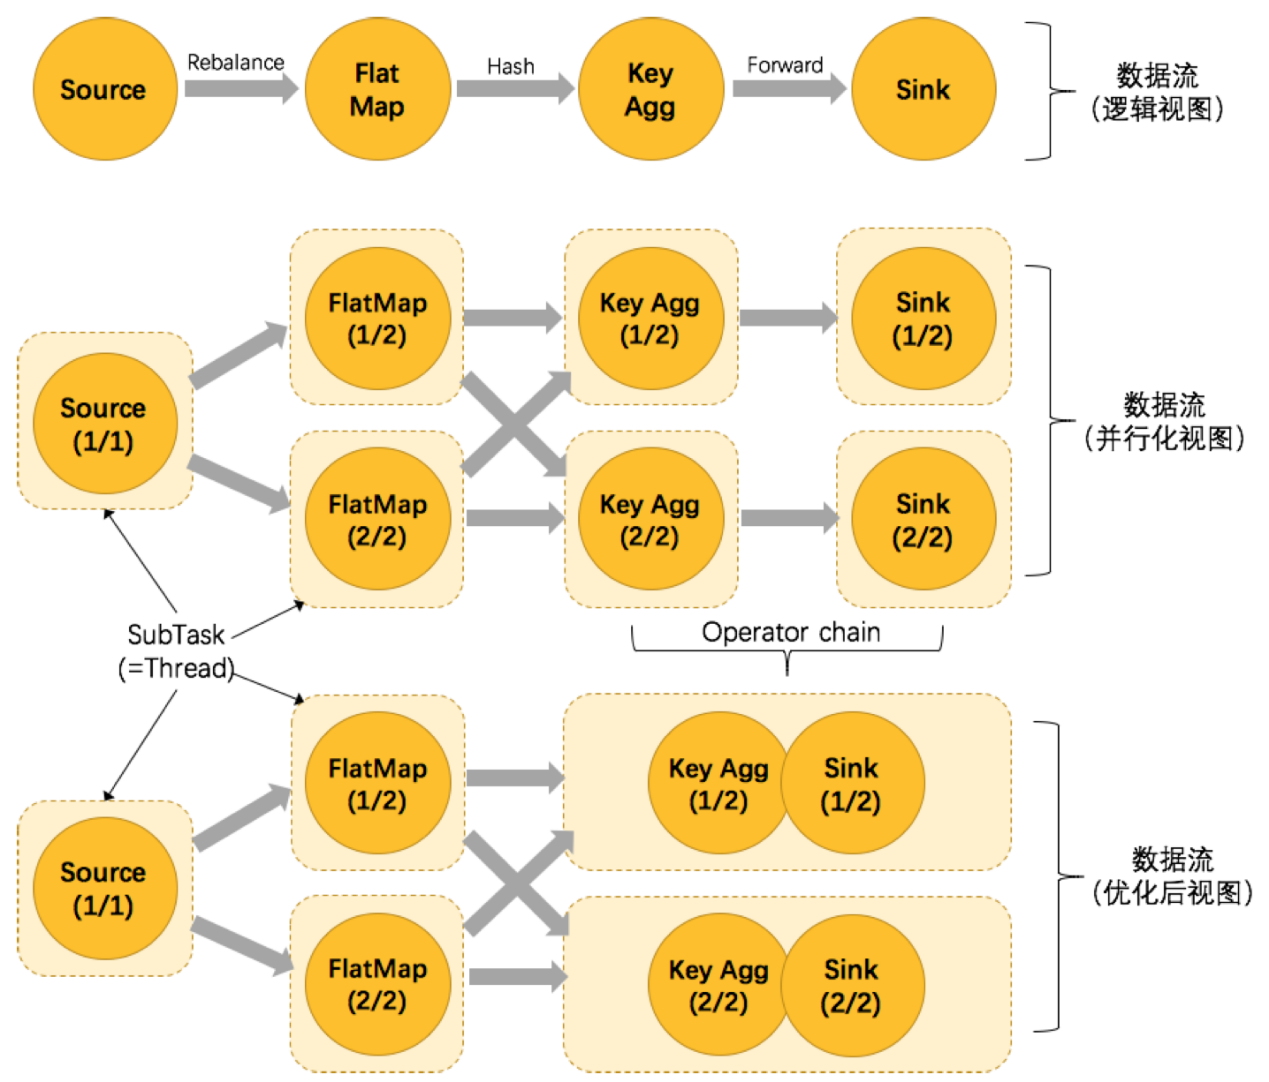 Source
Rebalance
Flat
Map
Hash
Key
Agg
Forward
Sink
数据流
(逻辑视图)
FlatMap
(1/2)
Key Agg
(1/2)
Sink
(1/2)
Source
(1/1)
数据流
(并行化视图)
FlatMap
(2/2)
Key Agg
(2/2)
Sink
(2/2)
SubTask
(=Thread)
Operator chain
FlatMap
(1/2)
Key Agg
(1/2)
Sink
(1/2)
Source
(1/1)
数据流
(优化后视图)
FlatMap
(2/2)
Key Agg
(2/2)
Sink
(2/2)